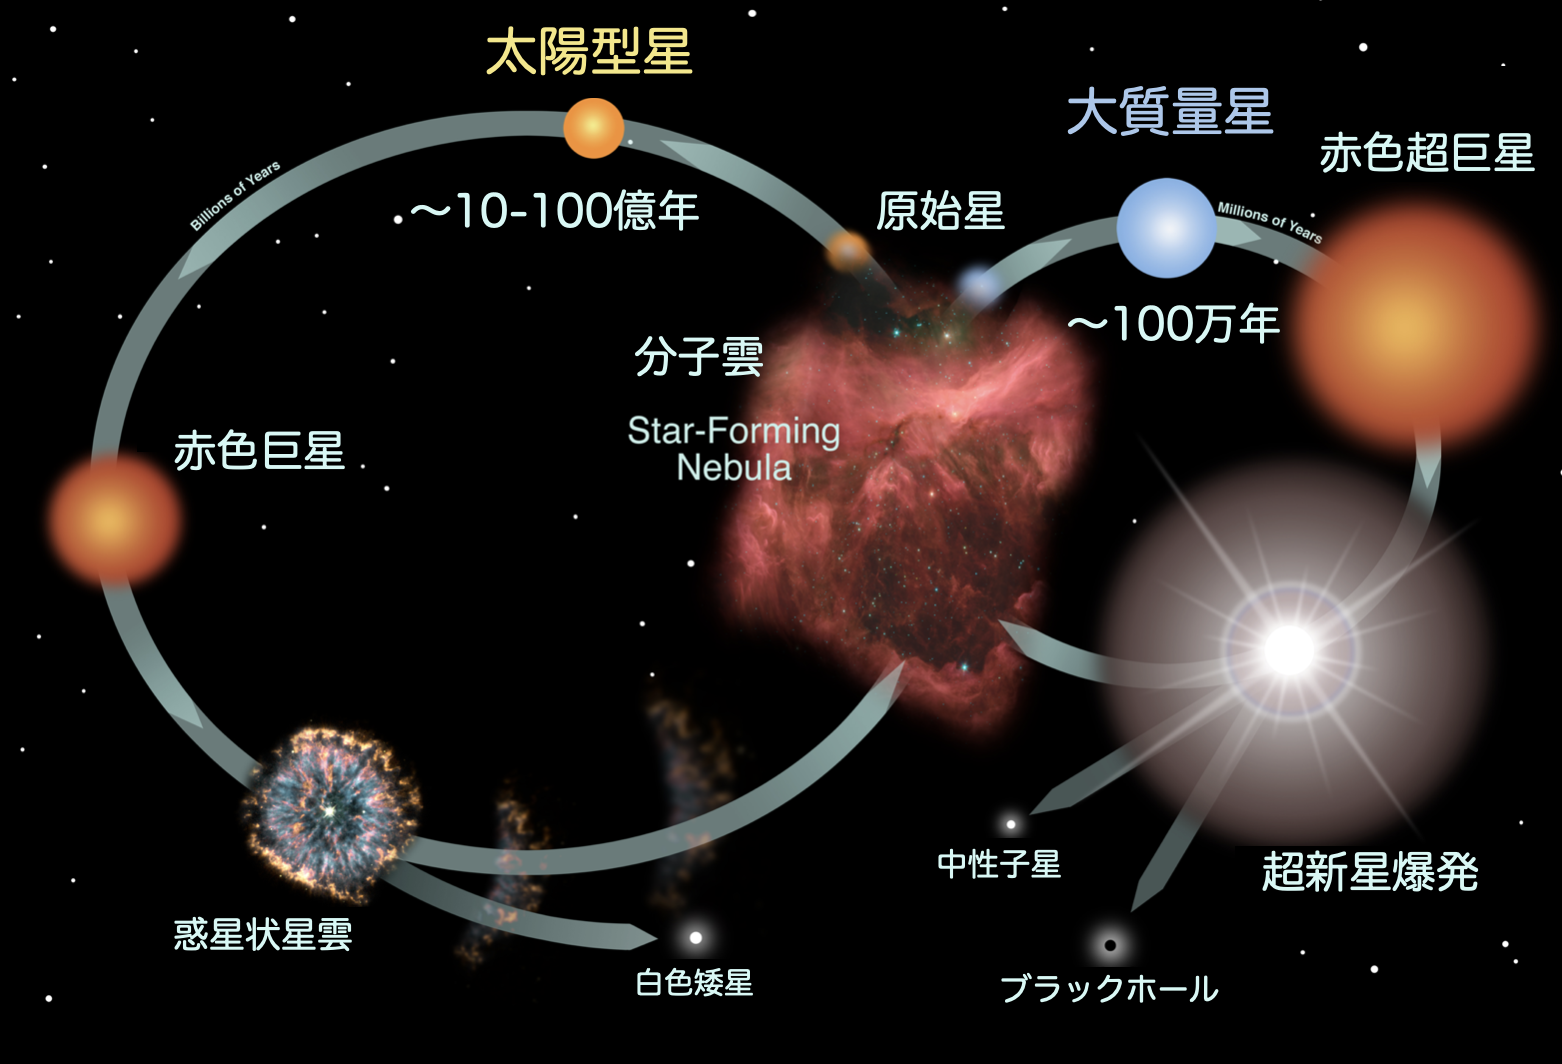 太陽型星
大質量星
赤色超巨星
Billions of Years
～10-100億年
原始星
Millions of Years
～100万年
分子雲
Star-Forming
Nebula
赤色巨星
中性子星
超新星爆発
惑星状星雲
白色矮星
ブラックホール